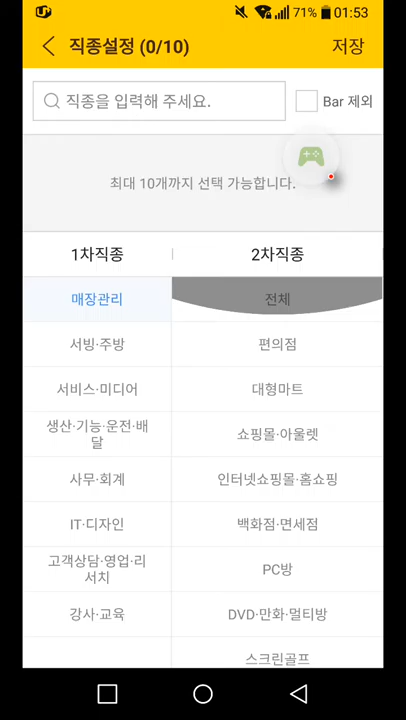 71% 01:53
직종설정 (0/10) 저장
직종을 입력해 주세요. Bar 제외
최대 10개까지 선택 가능합니다.
1차직종 2차직종
매장관리 전체
서빙·주방 편의점
서비스·미디어 대형마트
생산·기능·운전·배
달
쇼핑몰·아울렛
사무·회계 인터넷쇼핑몰·홈쇼핑
IT·디자인 백화점·면세점
고객상담·영업·리
서치
PC방
강사·교육 DVD·만화·멀티방
스크린골프